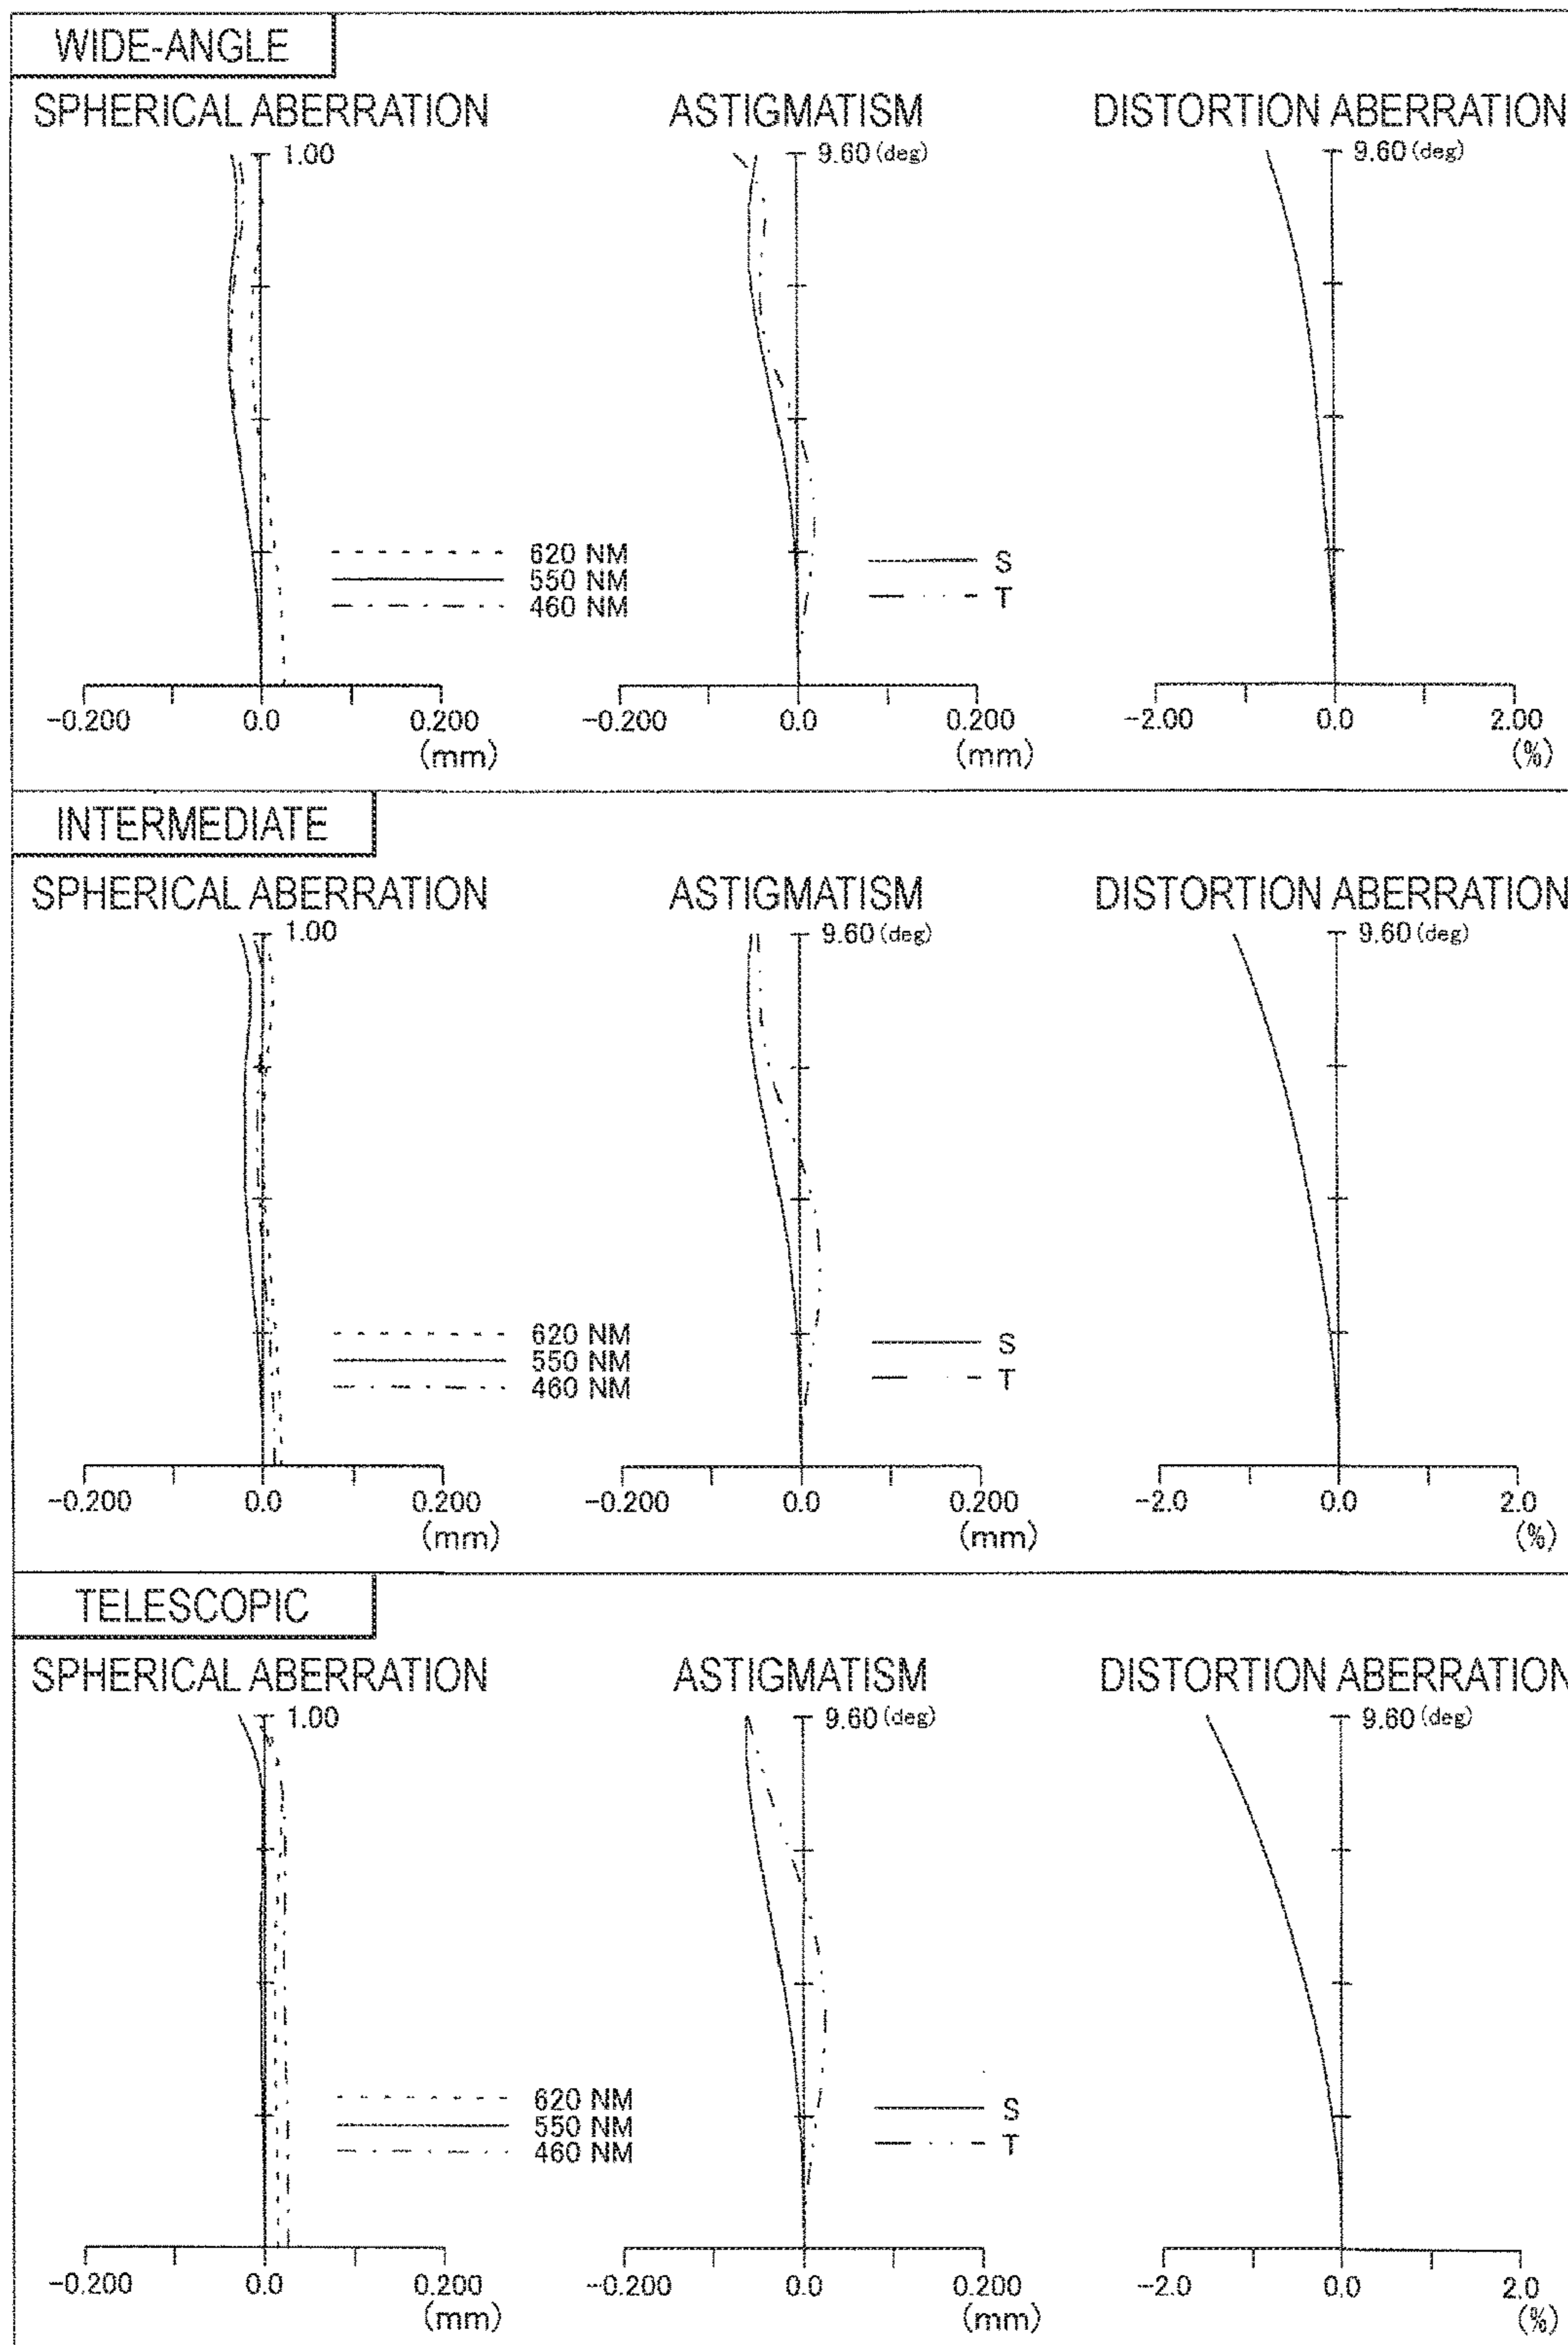 WIDE-ANGLE
SPHERICAL ABERRATION
1.00
620 NM
550 NM
460 NM
-0.200 0.0 0.200
(mm)
ASTIGMATISM
9.60 (deg)
S
T
-0.200 0.0 0.200
(mm)
DISTORTION ABERRATION
9.60 (deg)
-2.00 0.0 2.00
(%)
INTERMEDIATE
SPHERICAL ABERRATION
1.00
620 NM
550 NM
460 NM
-0.200 0.0 0.200
(mm)
ASTIGMATISM
9.60 (deg)
S
T
-0.200 0.0 0.200
(mm)
DISTORTION ABERRATION
9.60 (deg)
-2.0 0.0 2.0
(%)
TELESCOPIC
SPHERICAL ABERRATION
1.00
620 NM
550 NM
460 NM
-0.200 0.0 0.200
(mm)
ASTIGMATISM
9.60 (deg)
S
T
-0.200 0.0 0.200
(mm)
DISTORTION ABERRATION
9.60 (deg)
-2.0 0.0 2.0
(%)